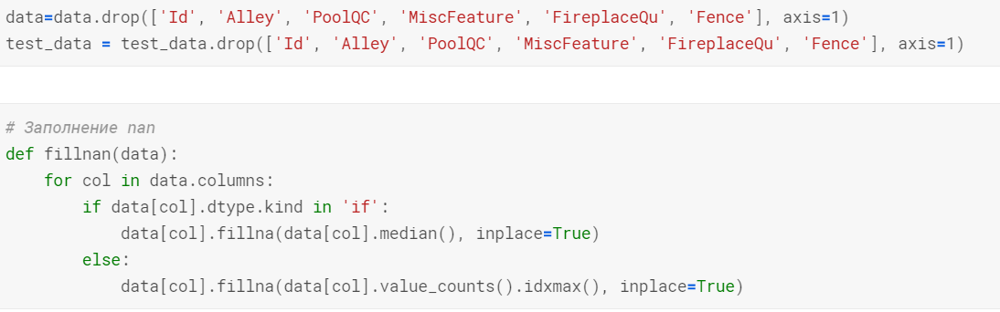 data=data.drop(['Id', 'Alley', 'PoolQC', 'MiscFeature', 'FireplaceQu', 'Fence'], axis=1)
test_data = test_data.drop(['Id', 'Alley', 'PoolQC', 'MiscFeature', 'FireplaceQu', 'Fence'], axis=1)
# Заполнение nan
def fillnan(data):
    for col in data.columns:
        if data[col].dtype.kind in 'if':
            data[col].fillna(data[col].median(), inplace=True)
        else:
            data[col].fillna(data[col].value_counts().idxmax(), inplace=True)